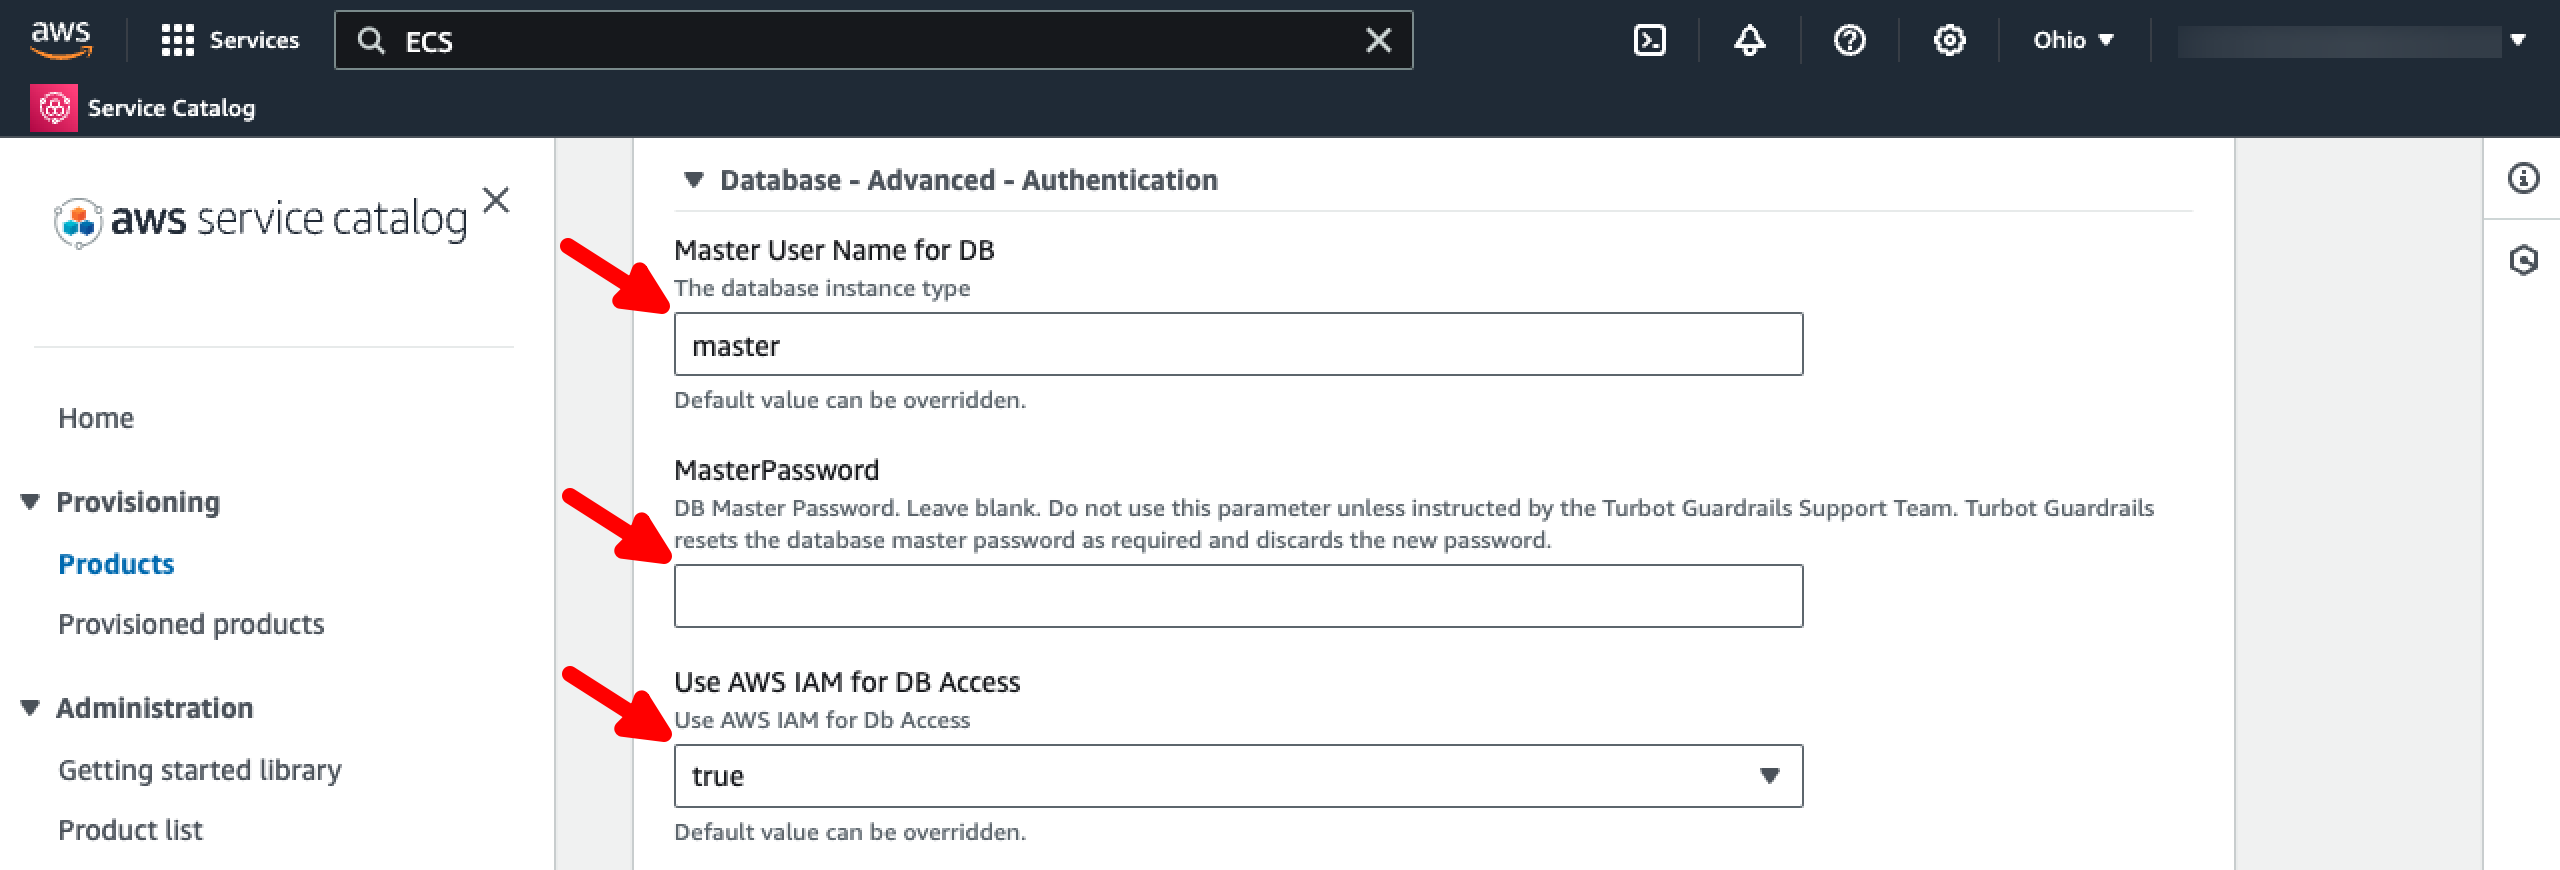 aws
Services
ECS
Ohio
Service Catalog
aws service catalog
Home
Provisioning
Products
Provisioned products
Administration
Getting started library
Product list
Database - Advanced - Authentication
Master User Name for DB
The database instance type
master
Default value can be overridden.
MasterPassword
DB Master Password. Leave blank. Do not use this parameter unless instructed by the Turbot Guardrails Support Team. Turbot Guardrails
resets the database master password as required and discards the new password.
Use AWS IAM for DB Access
Use AWS IAM for Db Access
true
Default value can be overridden.